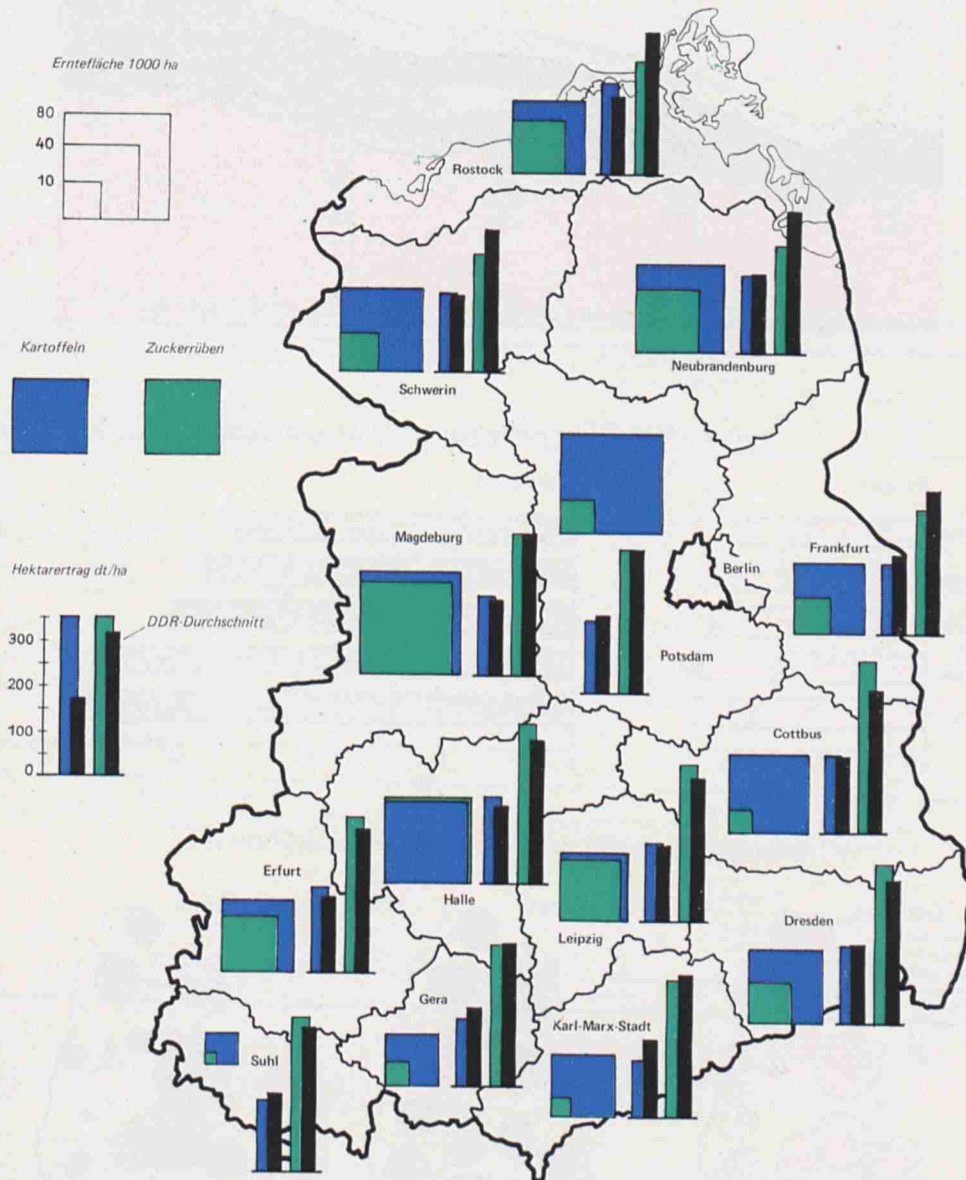 Erntefläche 1000 ha
80
40
10
Kartoffeln Zuckerrüben
Hektarertrag dt/ha
DDR-Durchschnitt
300
200
100
0
Rostock
Schwerin
Neubrandenburg
Magdeburg
Berlin
Frankfurt
Potsdam
Cottbus
Erfurt
Halle
Leipzig
Dresden
Gera
Karl-Marx-Stadt
Suhl